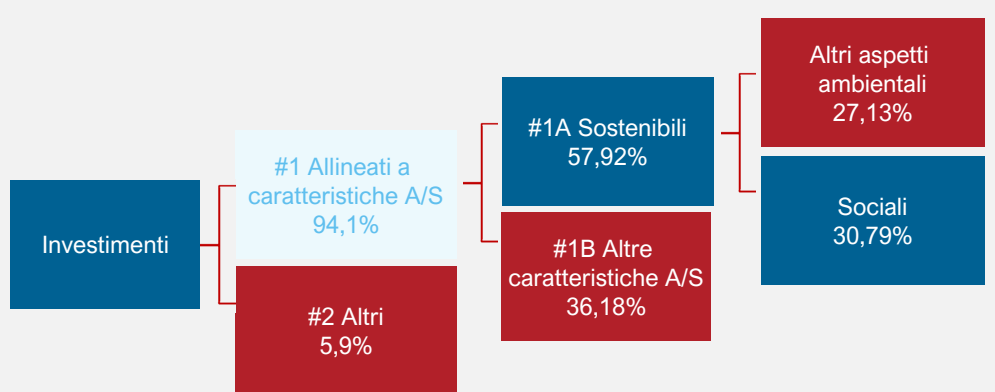 Investimenti
#1 Allineati a
caratteristiche A/S
94,1%
#2 Altri
5,9%
#1A Sostenibili
57,92%
#1B Altre
caratteristiche A/S
36,18%
Altri aspetti
ambientali
27,13%
Sociali
30,79%